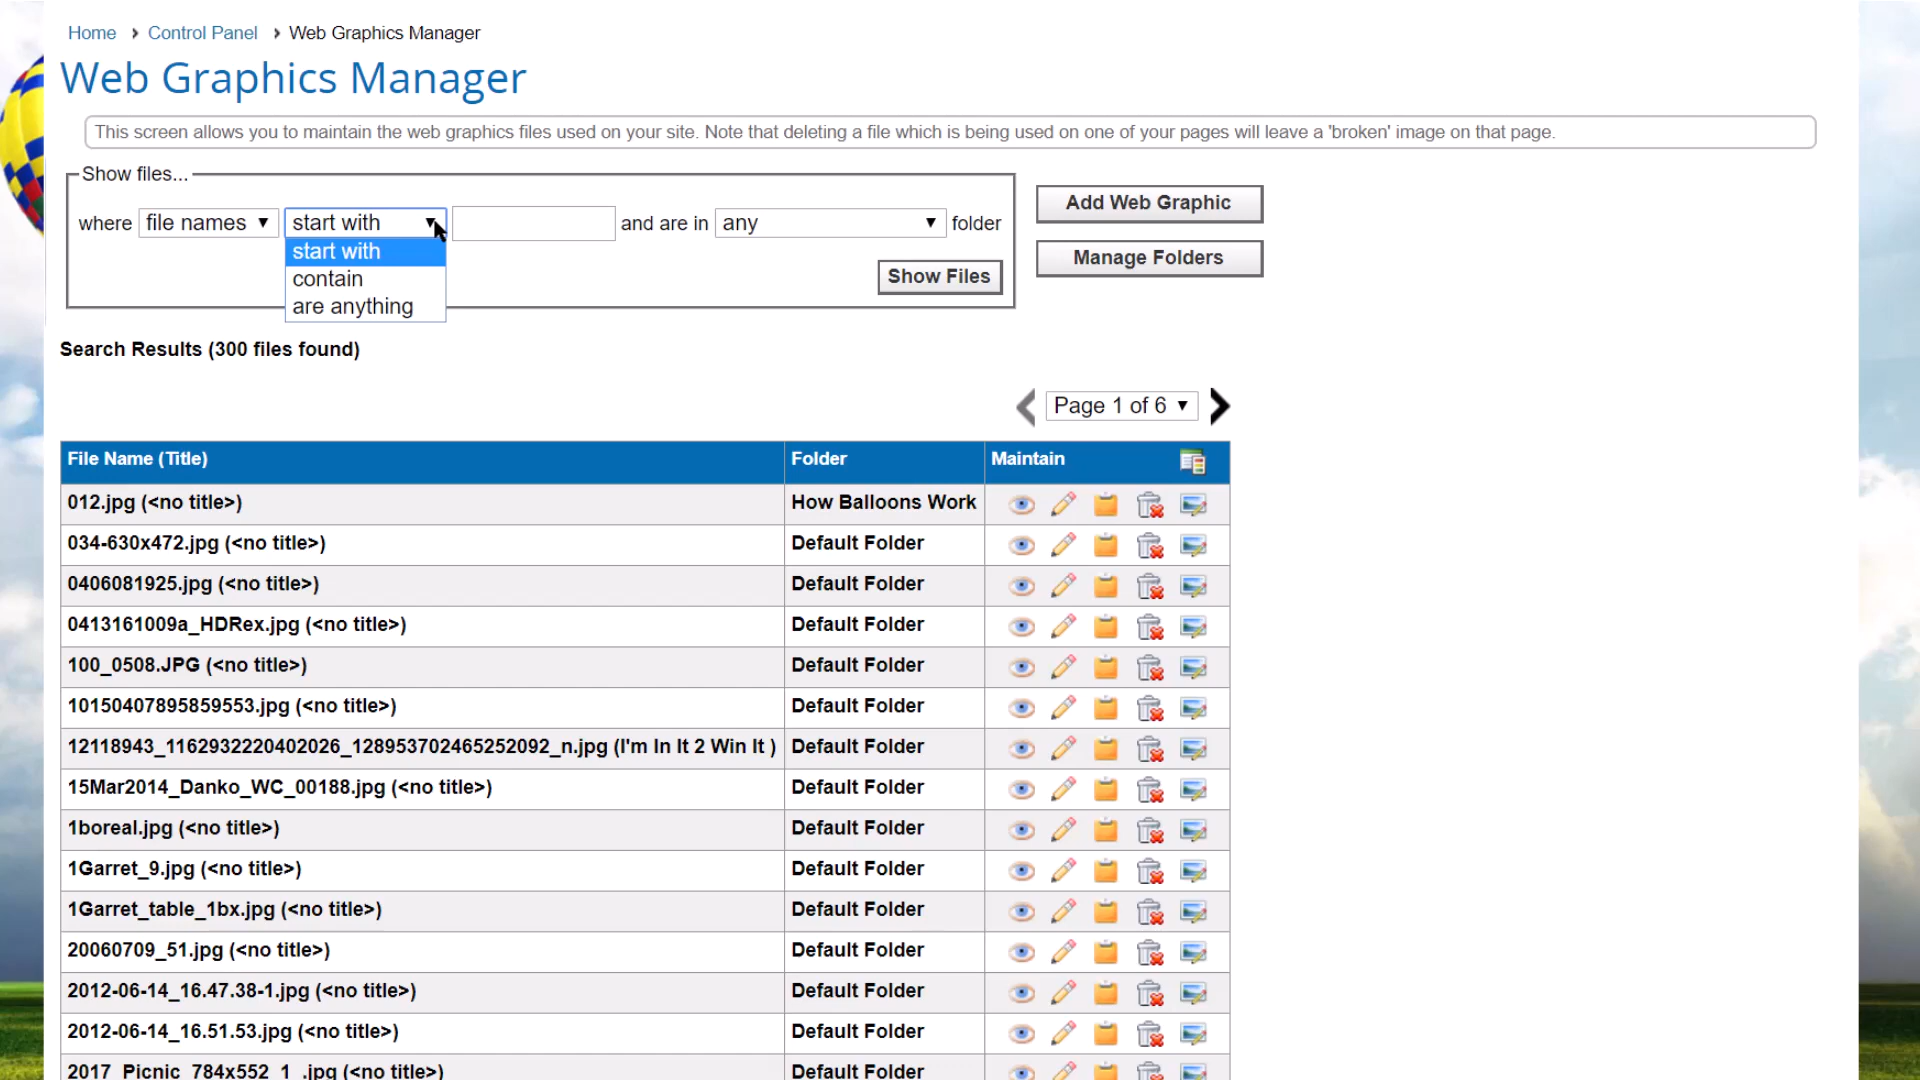 Home > Control Panel > Web Graphics Manager
Web Graphics Manager
This screen allows you to maintain the web graphics files used on your site. Note that deleting a file which is being used on one of your pages will leave a 'broken' image on that page.
Show files...
where file names start with and are in any folder
start with
contain
are anything
Show Files
Add Web Graphic
Manage Folders
Search Results (300 files found)
Page 1 of 6
File Name (Title) Folder Maintain
012.jpg (<no title>) How Balloons Work
034-630x472.jpg (<no title>) Default Folder
0406081925.jpg (<no title>) Default Folder
0413161009a_HDRex.jpg (<no title>) Default Folder
100_0508.JPG (<no title>) Default Folder
10150407895859553.jpg (<no title>) Default Folder
12118943_1162932220402026_128953702465252092_n.jpg (I'm In It 2 Win It ) Default Folder
15Mar2014_Danko_WC_00188.jpg (<no title>) Default Folder
1boreal.jpg (<no title>) Default Folder
1Garret_9.jpg (<no title>) Default Folder
1Garret_table_1bx.jpg (<no title>) Default Folder
20060709_51.jpg (<no title>) Default Folder
2012-06-14_16.47.38-1.jpg (<no title>) Default Folder
2012-06-14_16.51.53.jpg (<no title>) Default Folder
2017_Picnic_784x552_1_.jpg (<no title>) Default Folder